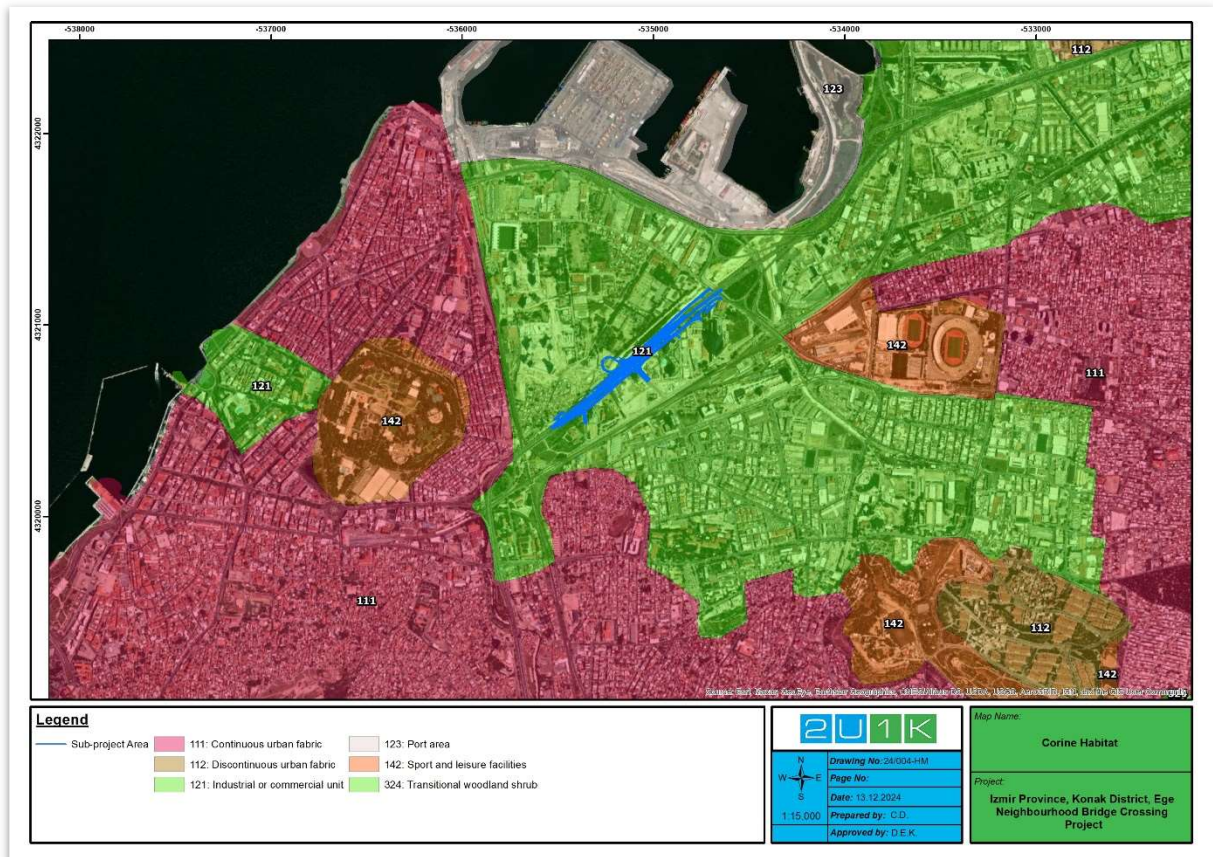 -538000 -537000 -536000 -535000 -534000 -533000
4322000
4321000
4320000
112
123
121
142
111
121
142
111
142
112
142
324
Legend
Sub-project Area
111: Continuous urban fabric
112: Discontinuous urban fabric
121: Industrial or commercial unit
123: Port area
142: Sport and leisure facilities
324: Transitional woodland shrub
2U1K
N
W E
S
1:15,000
Drawing No: 24/004-HM
Page No:
Date: 13.12.2024
Prepared by: C.D.
Approved by: D.E.K.
Map Name:
Corine Habitat
Project:
Izmir Province, Konak District, Ege
Neighbourhood Bridge Crossing
Project